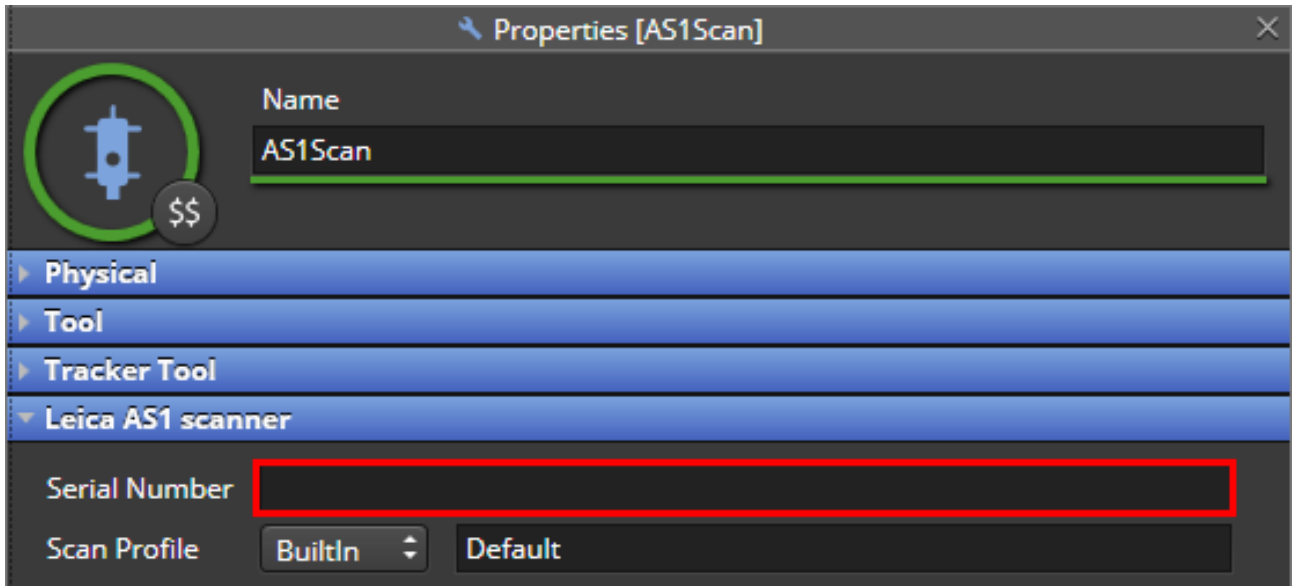 Properties [AS1Scan]
Name
AS1Scan
$$
Physical
Tool
Tracker Tool
Leica AS1 scanner
Serial Number
Scan Profile BuiltIn Default